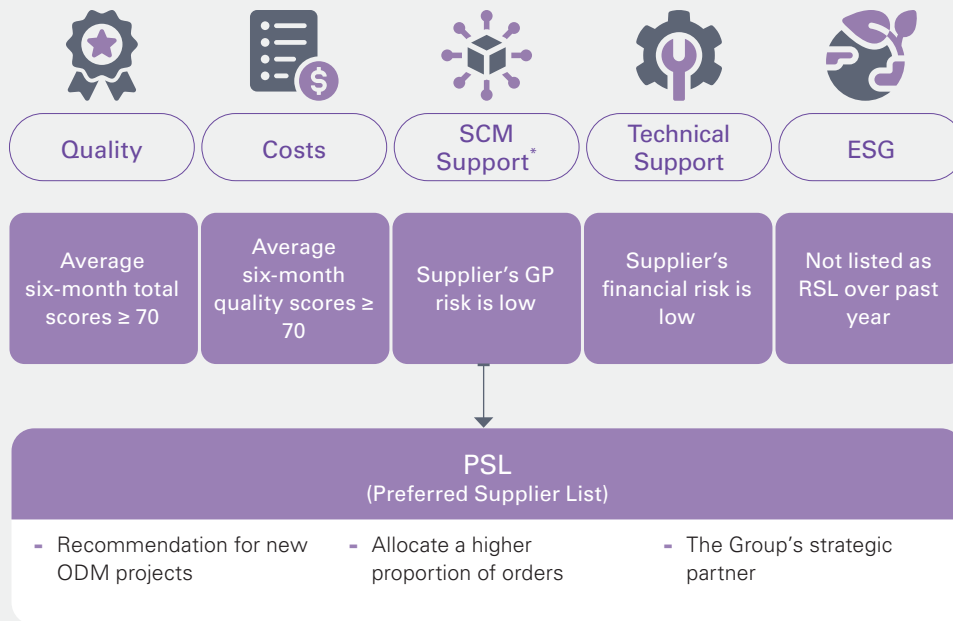 $
Quality
Costs
SCM
Support*
Technical
Support
ESG
Average
six-month total
scores ≥ 70
Average
six-month
quality scores ≥
70
Supplier's GP
risk is low
Supplier's
financial risk is
low
Not listed as
RSL over past
year
PSL
(Preferred Supplier List)
- Recommendation for new
ODM projects
- Allocate a higher
proportion of orders
- The Group's strategic
partner